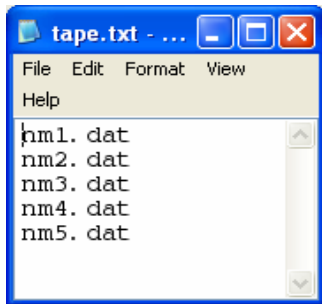 tape.txt - ...
File Edit Format View
Help
nm1.dat
nm2.dat
nm3.dat
nm4.dat
nm5.dat